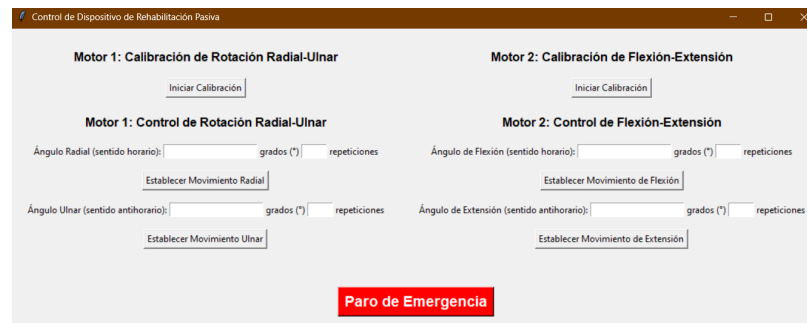 Control de Dispositivo de Rehabilitación Pasiva
Motor 1: Calibración de Rotación Radial-Ulnar
Iniciar Calibración
Motor 1: Control de Rotación Radial-Ulnar
Ángulo Radial (sentido horario): grados (°) repeticiones
Establecer Movimiento Radial
Ángulo Ulnar (sentido antihorario): grados (°) repeticiones
Establecer Movimiento Ulnar
Motor 2: Calibración de Flexión-Extensión
Iniciar Calibración
Motor 2: Control de Flexión-Extensión
Ángulo de Flexión (sentido horario): grados (°) repeticiones
Establecer Movimiento de Flexión
Ángulo de Extensión (sentido antihorario): grados (°) repeticiones
Establecer Movimiento de Extensión
Paro de Emergencia